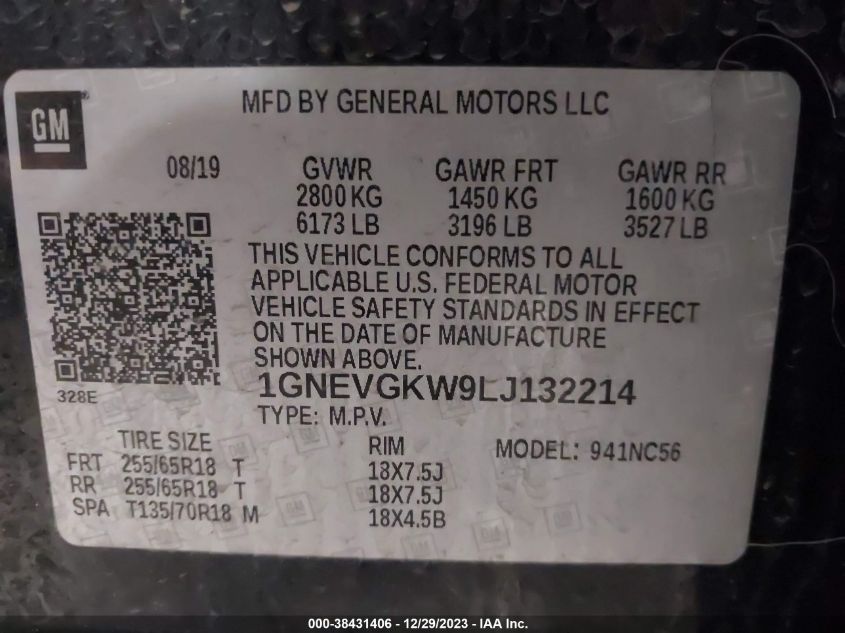 GM
MFD BY GENERAL MOTORS LLC
08/19 GVWR GAWR FRT GAWR RR
2800 KG 1450 KG 1600 KG
6173 LB 3196 LB 3527 LB
THIS VEHICLE CONFORMS TO ALL
APPLICABLE U.S. FEDERAL MOTOR
VEHICLE SAFETY STANDARDS IN EFFECT
ON THE DATE OF MANUFACTURE
SHOWN ABOVE.
328E
1GNEVGKW9LJ132214
TYPE: M.P.V.
TIRE SIZE RIM MODEL: 941NC56
FRT 255/65R18 T 18X7.5J
RR 255/65R18 T 18X7.5J
SPA T135/70R18 M 18X4.5B
000-38431406 - 12/29/2023 - IAA Inc.